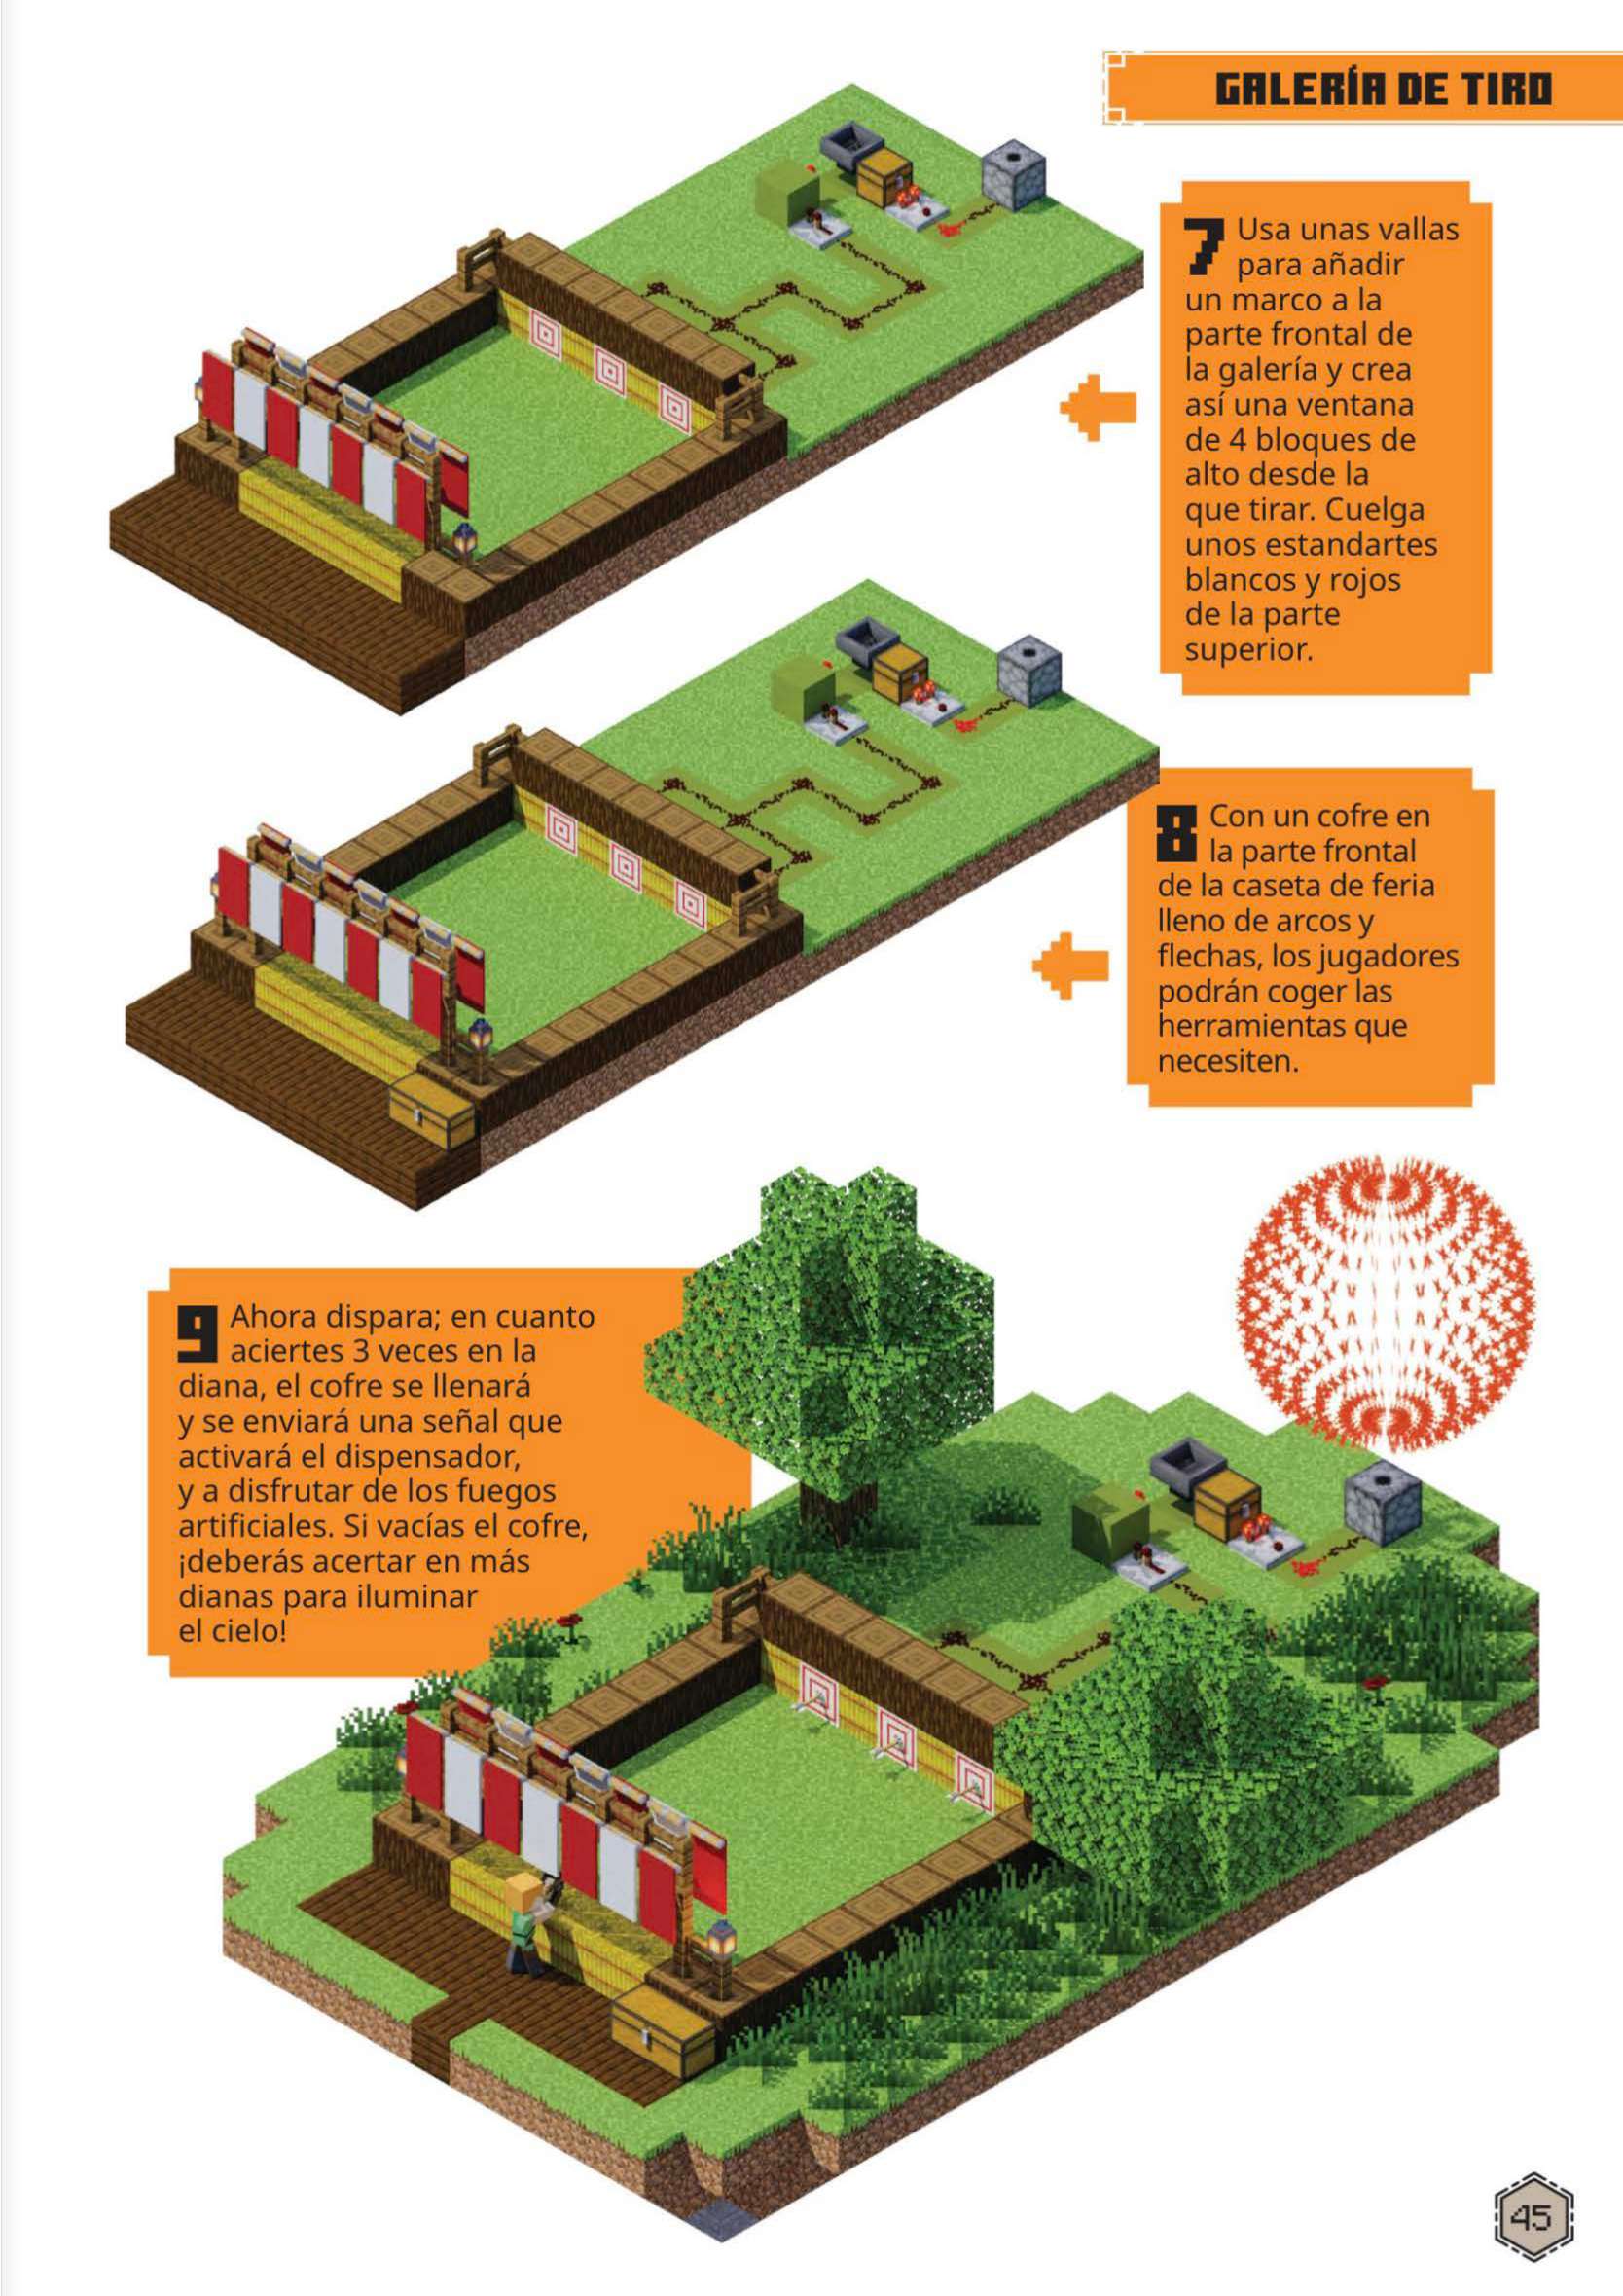 GALERÍA DE TIRO
7 Usa unas vallas
para añadir
un marco a la
parte frontal de
la galería y crea
así una ventana
de 4 bloques de
alto desde la
que tirar. Cuelga
unos estandartes
blancos y rojos
de la parte
superior.
8 Con un cofre en
la parte frontal
de la caseta de feria
lleno de arcos y
flechas, los jugadores
podrán coger las
herramientas que
necesiten.
9 Ahora dispara; en cuanto
aciertes 3 veces en la
diana, el cofre se llenará
y se enviará una señal que
activará el dispensador,
y a disfrutar de los fuegos
artificiales. Si vacías el cofre,
¡deberás acertar en más
dianas para iluminar
el cielo!
45